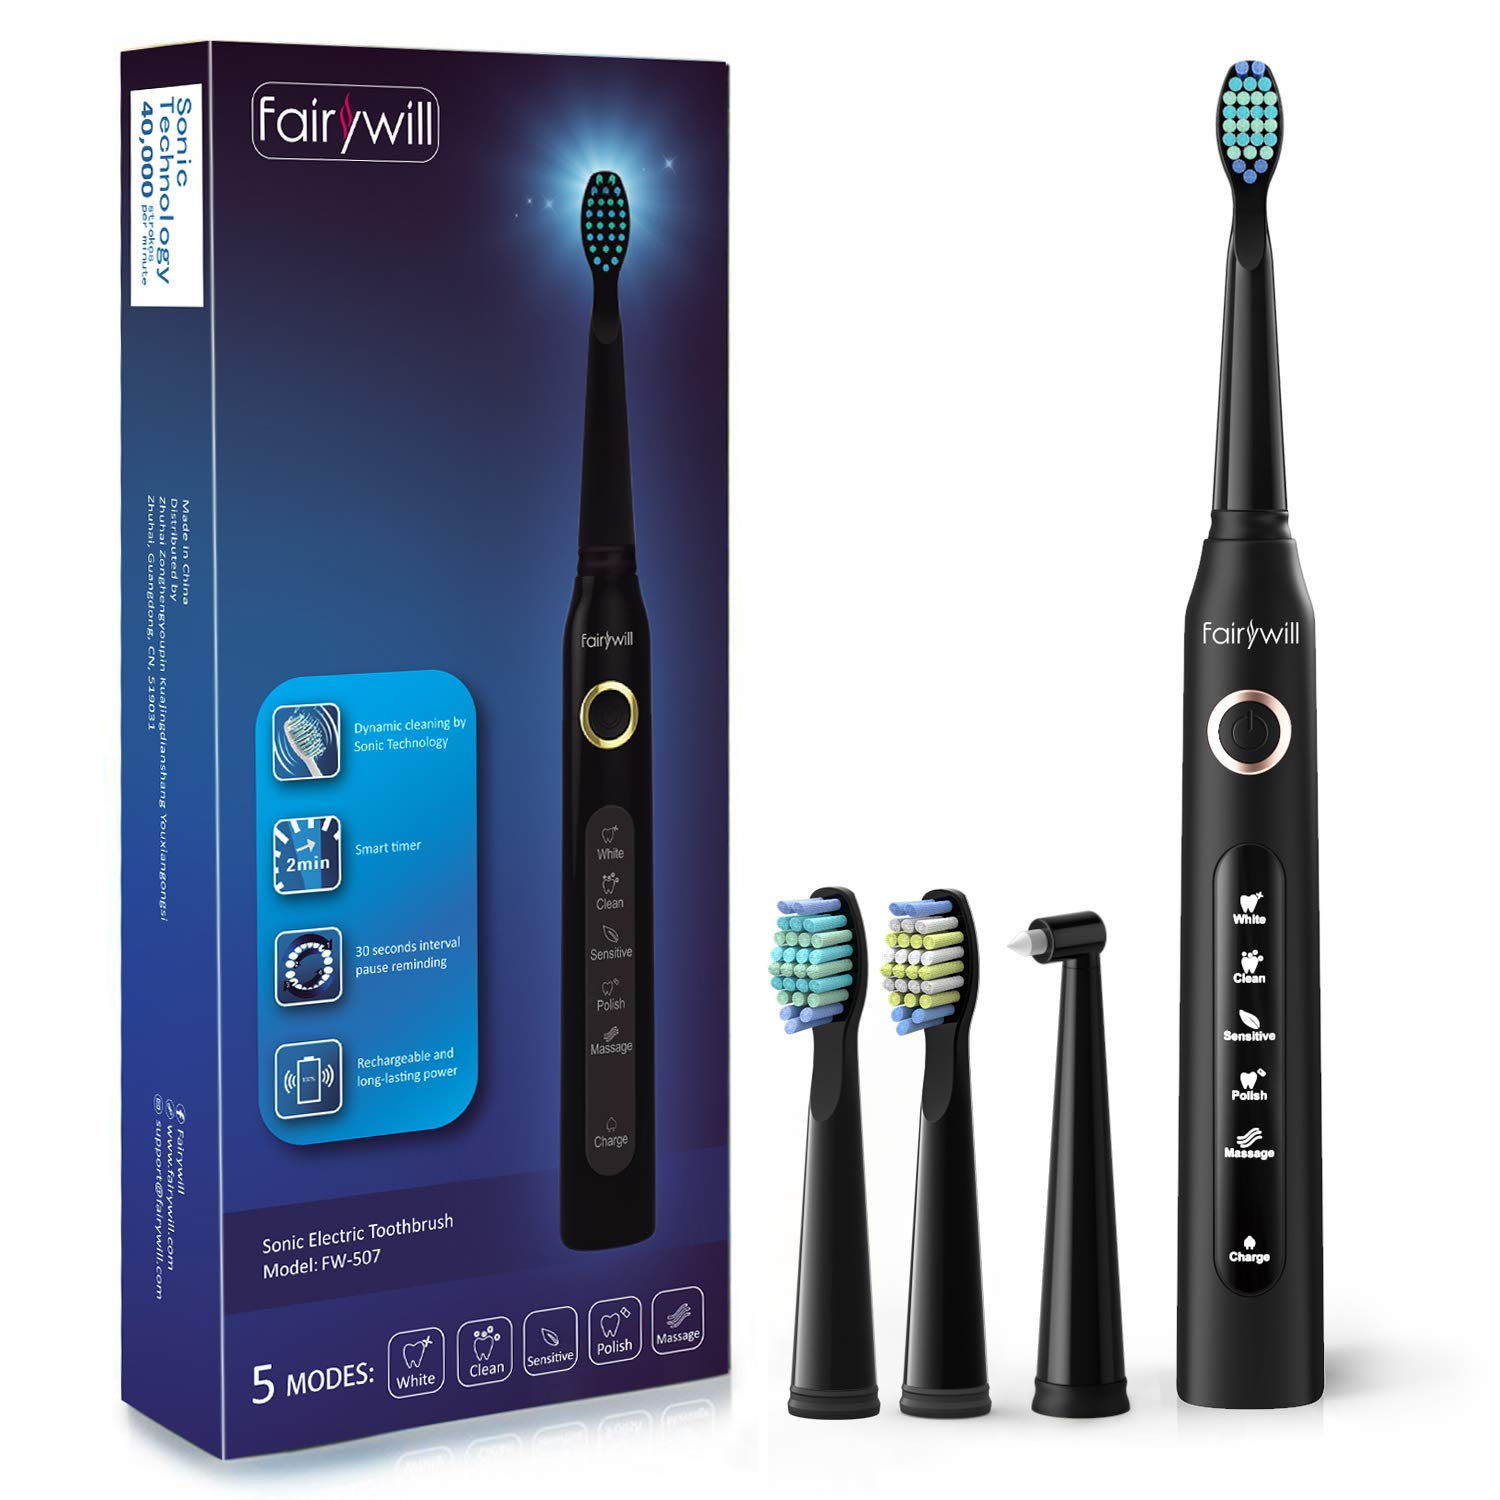 Sonic
Technology
40,000 strokes
per minute
Made in China
Distributed by
Zhuhai Zonghengyoupin Kuajingdianshang Youxiangongsi
Zhuhai, Guangdong, CN, 519031
Fairywill
www.fairywill.com
support@fairywill.com
Fairywill
Dynamic cleaning by
Sonic Technology
2min
Smart timer
30 seconds interval
pause reminding
100%
Rechargeable and
long-lasting power
Fairywill
White
Clean
Sensitive
Polish
Massage
Charge
Sonic Electric Toothbrush
Model: FW-507
5 MODES:
White
Clean
Sensitive
Polish
Massage
Fairywill
White
Clean
Sensitive
Polish
Massage
Charge